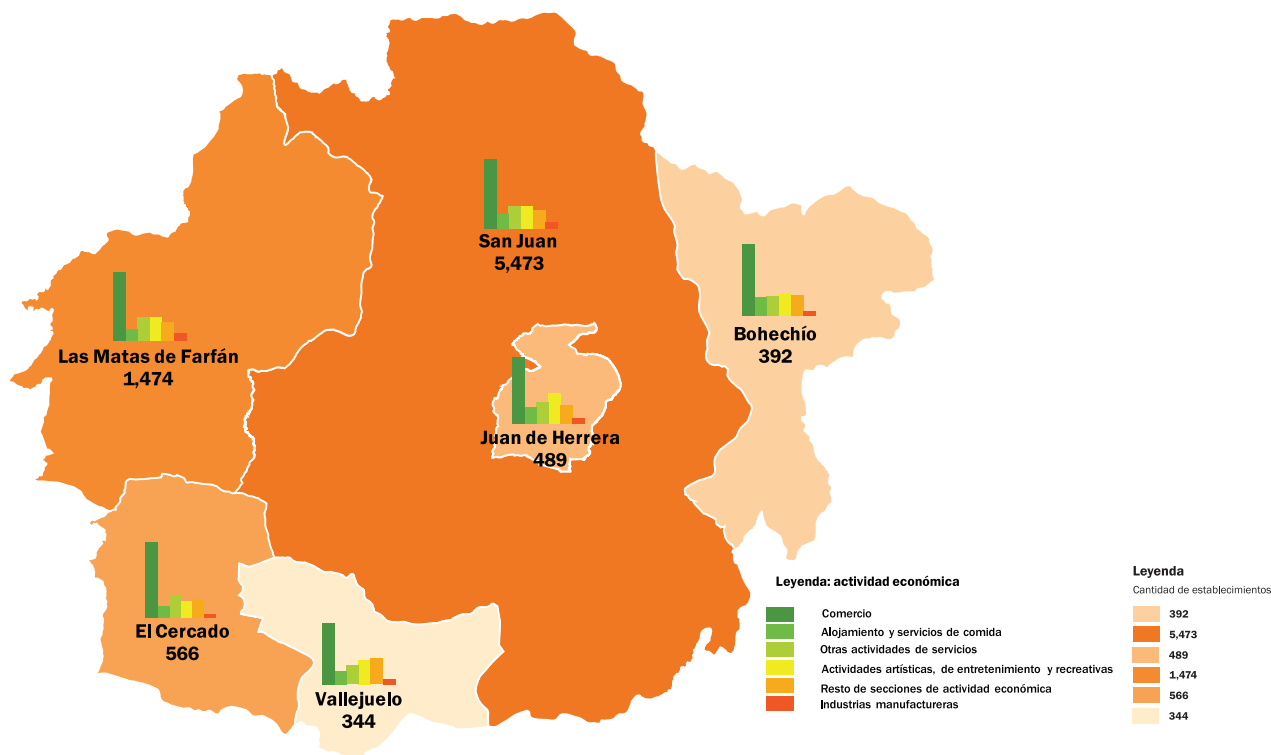 San Juan
5,473
Bohechío
392
Las Matas de Farfán
1,474
Juan de Herrera
489
El Cercado
566
Vallejuelo
344
Leyenda: actividad económica
Comercio
Alojamiento y servicios de comida
Otras actividades de servicios
Actividades artísticas, de entretenimiento y recreativas
Resto de secciones de actividad económica
Industrias manufactureras
Leyenda
Cantidad de establecimientos
392
5,473
489
1,474
566
344